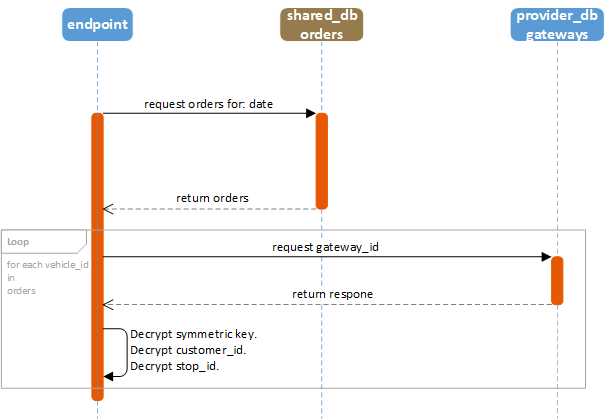 endpoint
shared_db
orders
provider_db
gateways
request orders for: date
return orders
Loop
for each vehicle_id
in
orders
request gateway_id
return respone
Decrypt symmetric key.
Decrypt customer_id.
Decrypt stop_id.